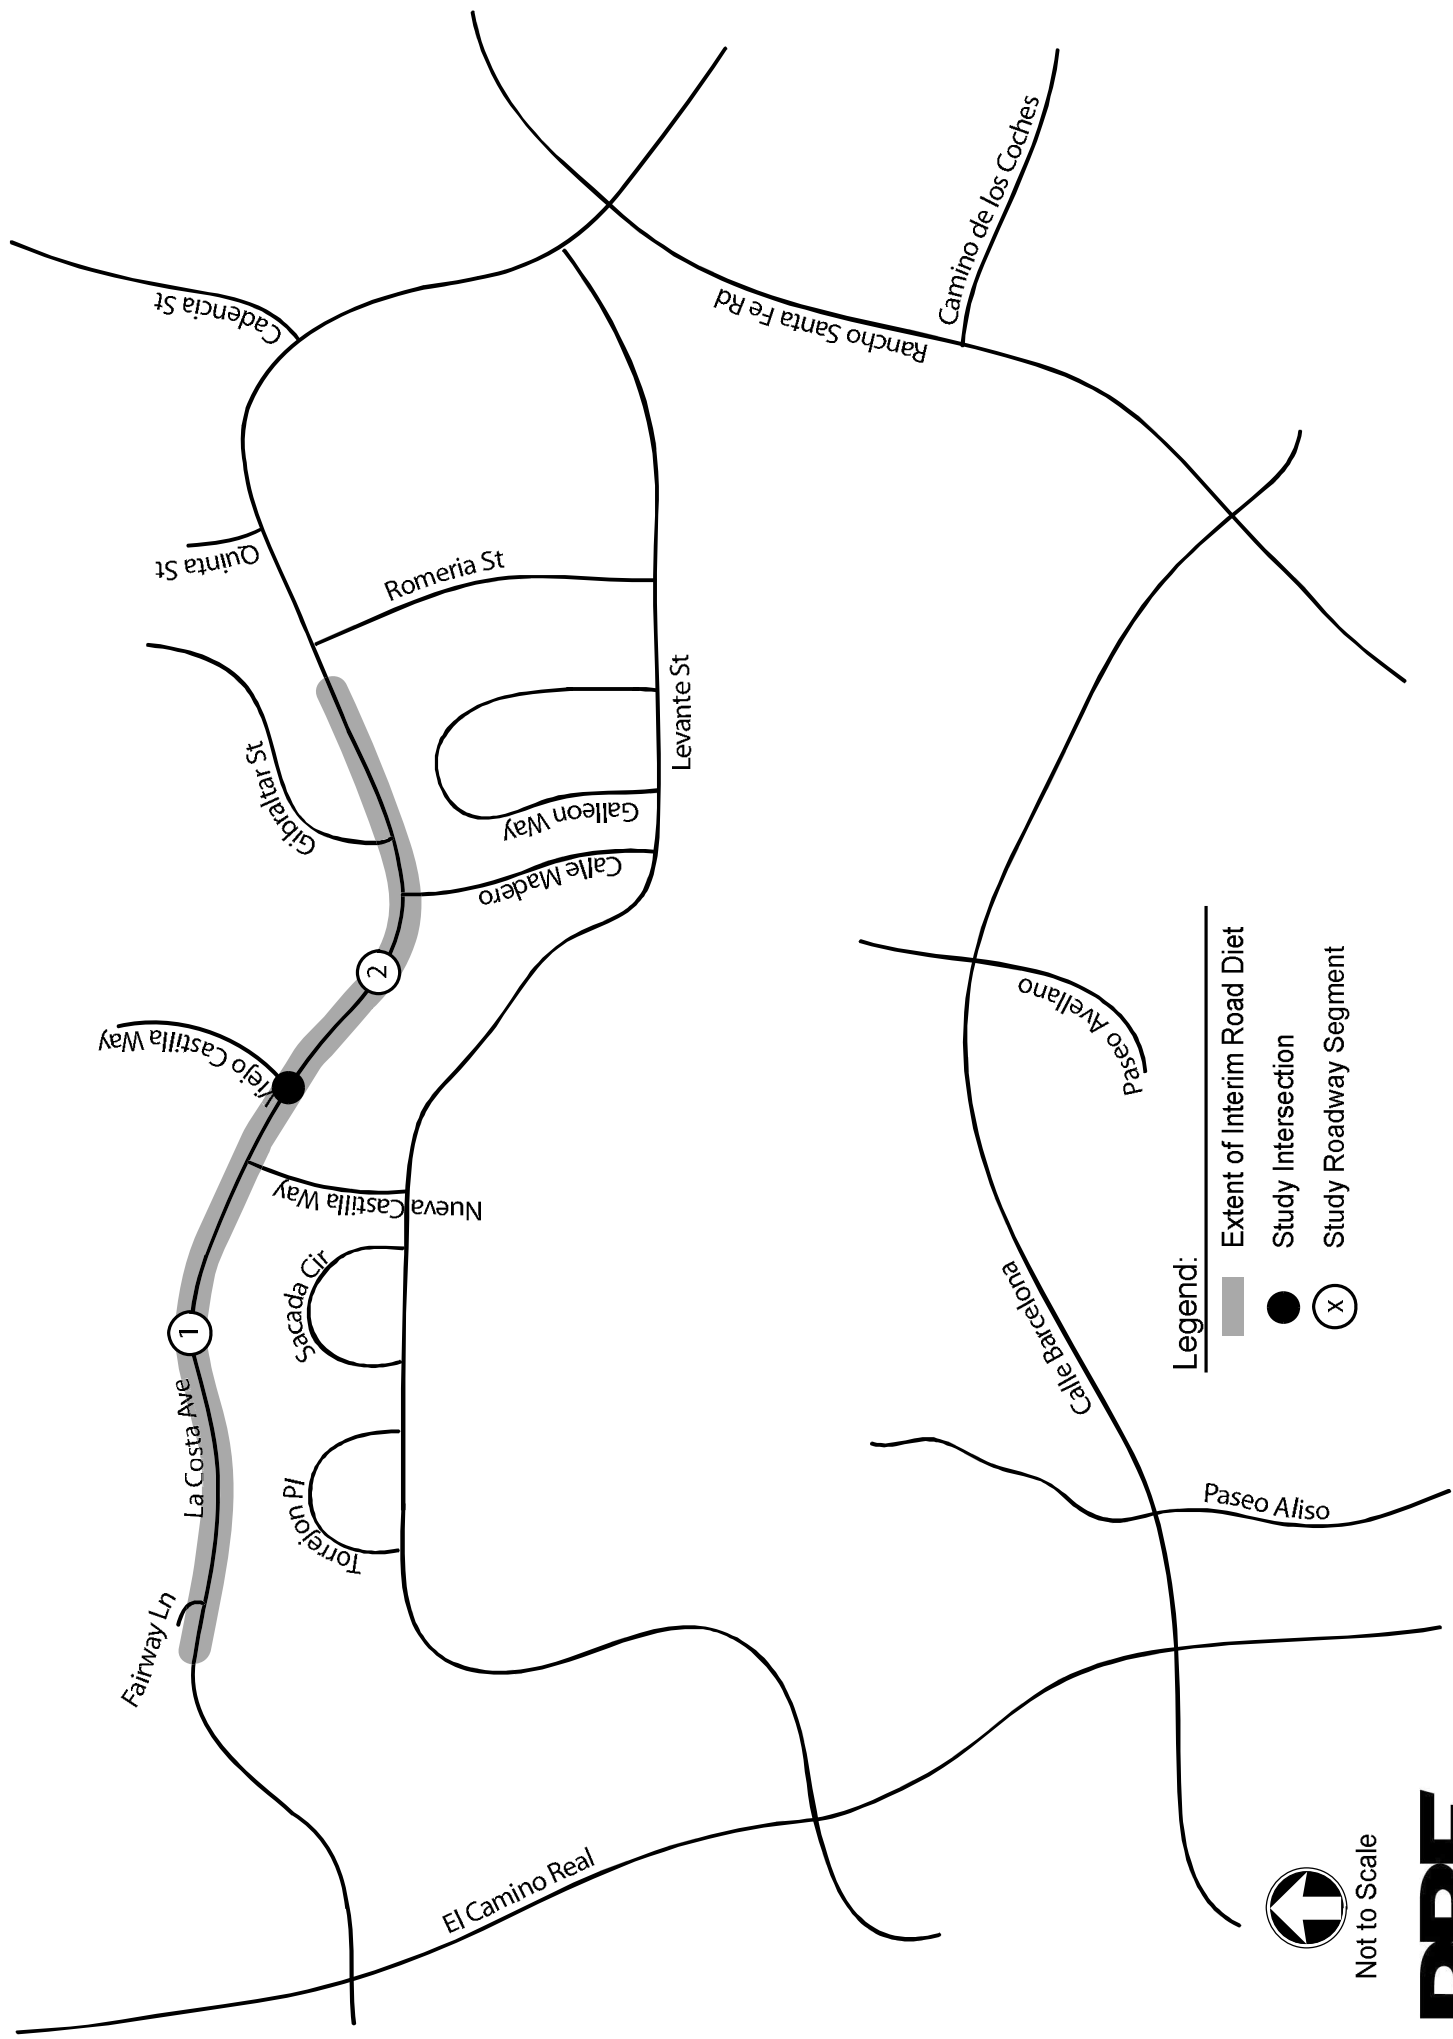 Cadencia St
Quinta St
Gibraltar St
Viejo Castilla Way
La Costa Ave
Fairway Ln
Romeria St
Galleon Way
Calle Madero
Levante St
Nueva Castilla Way
Sacada Cir
Torrejon Pl
Rancho Santa Fe Rd
Camino de los Coches
Paseo Avellano
Calle Barcelona
Paseo Aliso
El Camino Real
1
2
Legend:
Extent of Interim Road Diet
Study Intersection
X Study Roadway Segment
Not to Scale